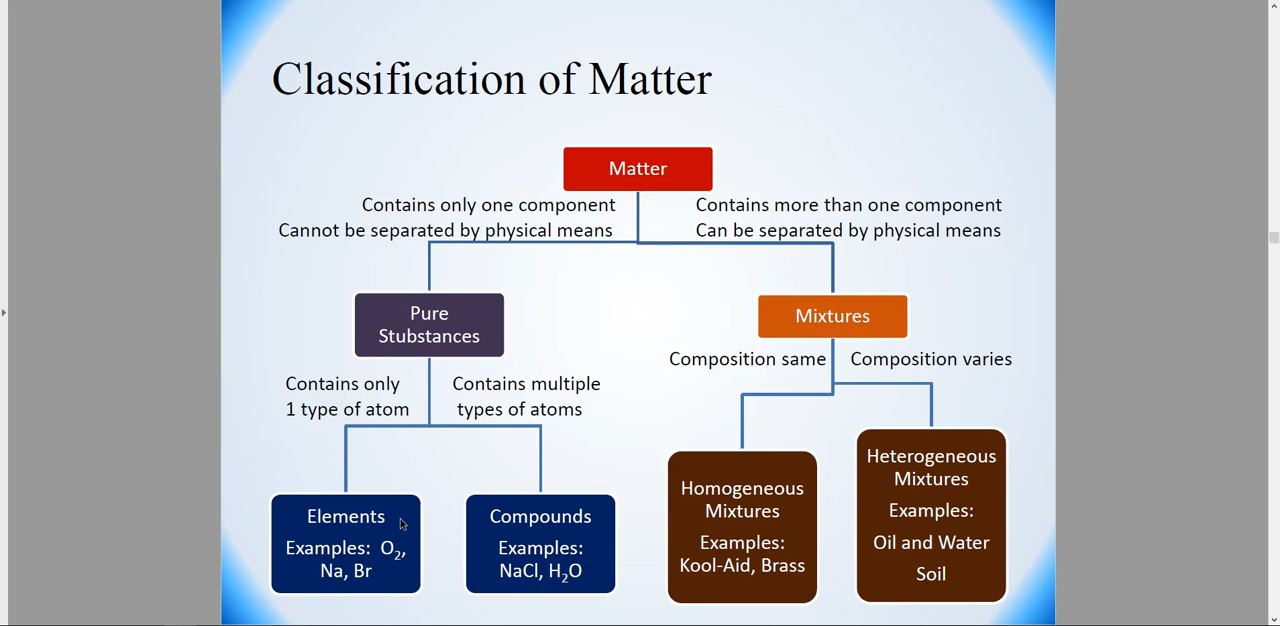 Classification of Matter
Matter
Contains only one component
Cannot be separated by physical means
Contains more than one component
Can be separated by physical means
Pure
Stubstances
Mixtures
Contains only
1 type of atom
Contains multiple
types of atoms
Composition same
Composition varies
Elements
Examples: O₂,
Na, Br
Compounds
Examples:
NaCl, H₂O
Homogeneous
Mixtures
Examples:
Kool-Aid, Brass
Heterogeneous
Mixtures
Examples:
Oil and Water
Soil